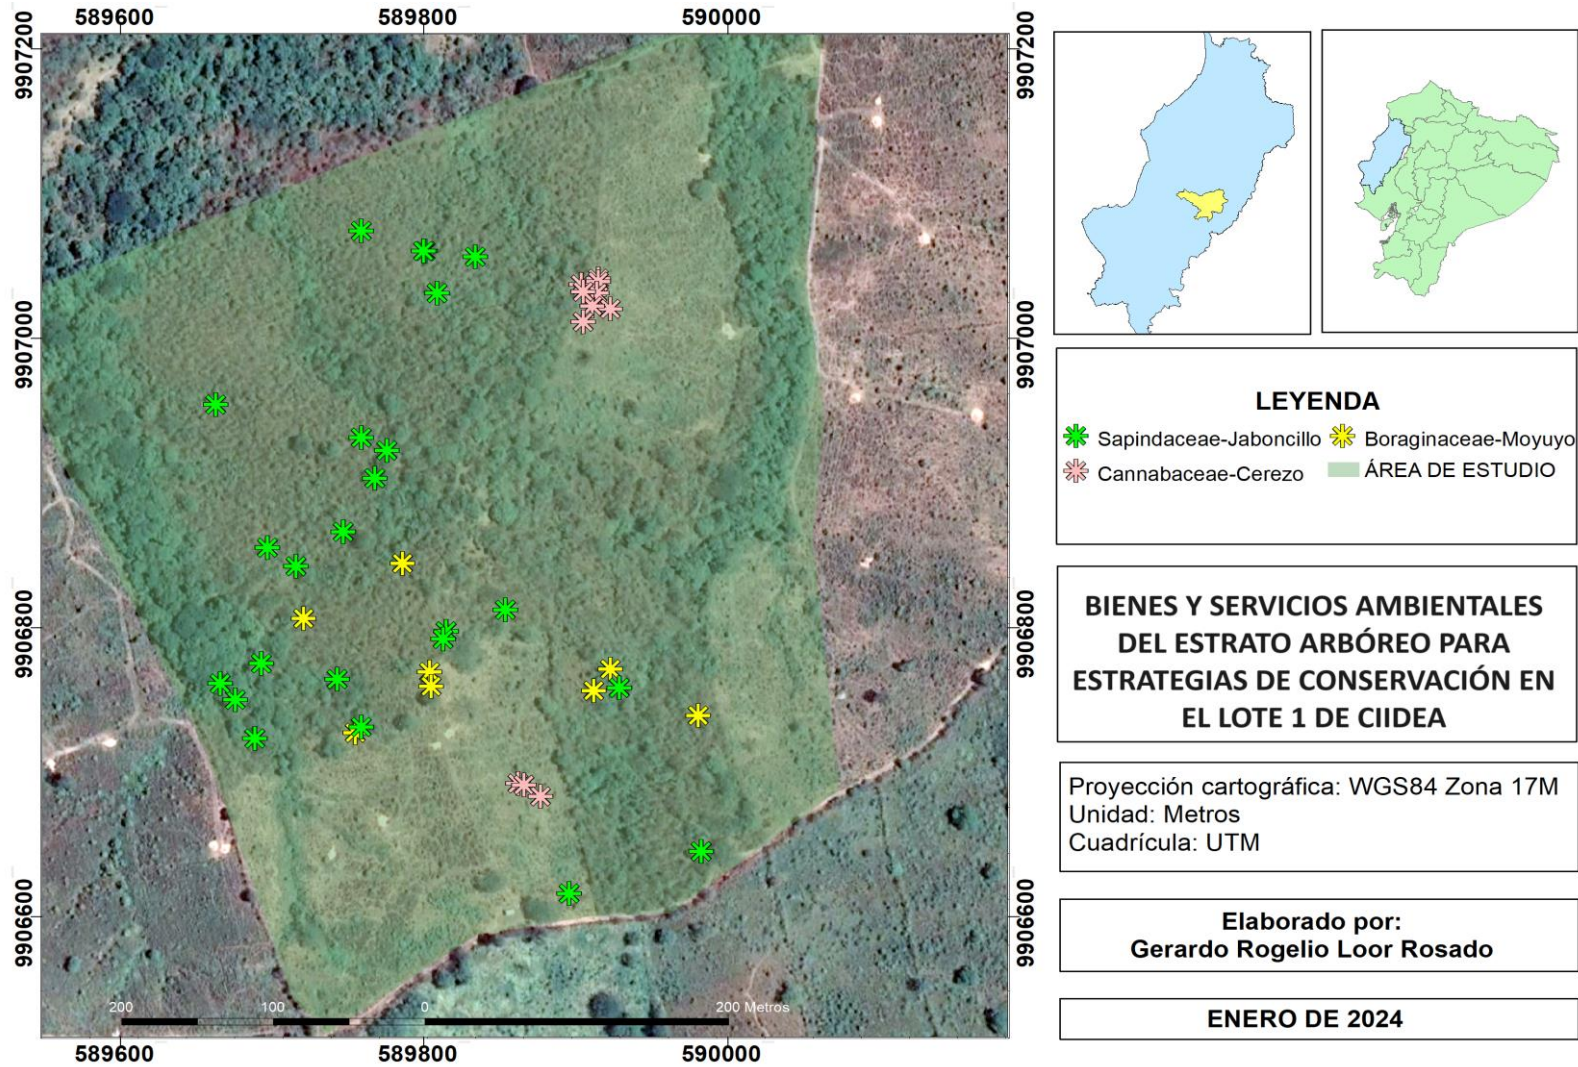 589600 589800 590000
9907200 9907200
9907000 9907000
9906800 9906800
9906600 9906600
200 100 0 200 Metros
589600 589800 590000
LEYENDA
Sapindaceae-Jaboncillo Boraginaceae-Moyuyo
Cannabaceae-Cerezo ÁREA DE ESTUDIO
BIENES Y SERVICIOS AMBIENTALES
DEL ESTRATO ARBÓREO PARA
ESTRATEGIAS DE CONSERVACIÓN EN
EL LOTE 1 DE CIIDEA
Proyección cartográfica: WGS84 Zona 17M
Unidad: Metros
Cuadrícula: UTM
Elaborado por:
Gerardo Rogelio Loor Rosado
ENERO DE 2024